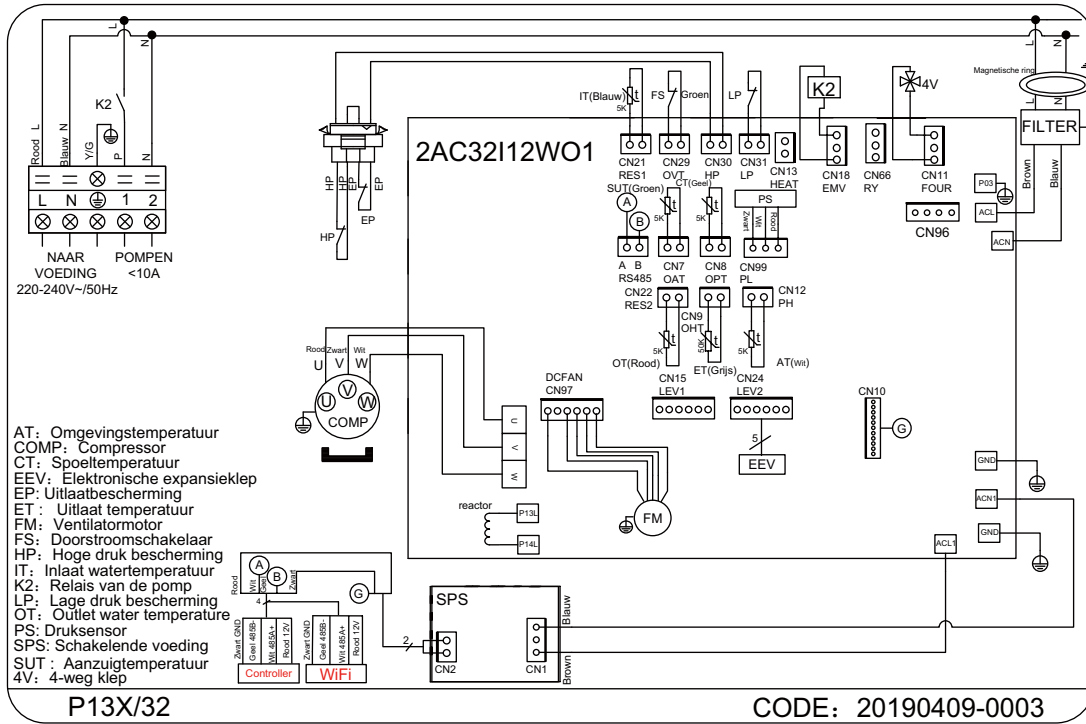 L
N
L
N
Magnetische ring
L
N
FILTER
Brown
Blauw
K2
Rood L
Blauw N
Y/G
P
N
L N 1 2
NAAR VOEDING
220-240V~/50Hz
POMPEN
<10A
HP
HP
EP
EP
EP
HP
2AC32I12WO1
IT(Blauw)
5K
t
FS
Groen
LP
K2
4V
CN21
RES1
CN29
OVT
CN30
HP
CN31
LP
CN13
HEAT
CN18
EMV
CN66
RY
CN11
FOUR
P03
ACL
ACN
CN96
SUT(Groen)
A
B
CT(Geel)
5K
t
5K
t
PS
Zwart
Wit
Rood
A B
RS485
CN7
OAT
CN8
OPT
CN99
PL
CN22
RES2
CN9
OHT
CN12
PH
5K
t
50K
t
5K
t
OT(Rood)
ET(Grijs)
AT(Wit)
CN15
LEV1
CN24
LEV2
5
EEV
CN10
G
DCFAN
CN97
FM
Rood
Zwart
Wit
U V W
U
V
W
COMP
U
V
W
reactor
P13L
P14L
GND
ACN1
GND
ACL1
AT: Omgevingstemperatuur
COMP: Compressor
CT: Spoeltemperatuur
EEV: Elektronische expansieklep
EP: Uitlaatbescherming
ET : Uitlaat temperatuur
FM: Ventilatormotor
FS: Doorstroomschakelaar
HP: Hoge druk bescherming
IT: Inlaat watertemperatuur
K2: Relais van de pomp
LP: Lage druk bescherming
OT: Outlet water temperature
PS: Druksensor
SPS: Schakelende voeding
SUT : Aanzuigtemperatuur
4V: 4-weg klep
Rood
Wit
A
Geel
B
Zwart
4
G
Zwart GND
Geel 485B-
Wit 485A+
Rood 12V
Controller
Zwart GND
Geel 485B-
Wit 485A+
Rood 12V
WiFi
2
SPS
CN2
CN1
Blauw
Brown
P13X/32
CODE: 20190409-0003